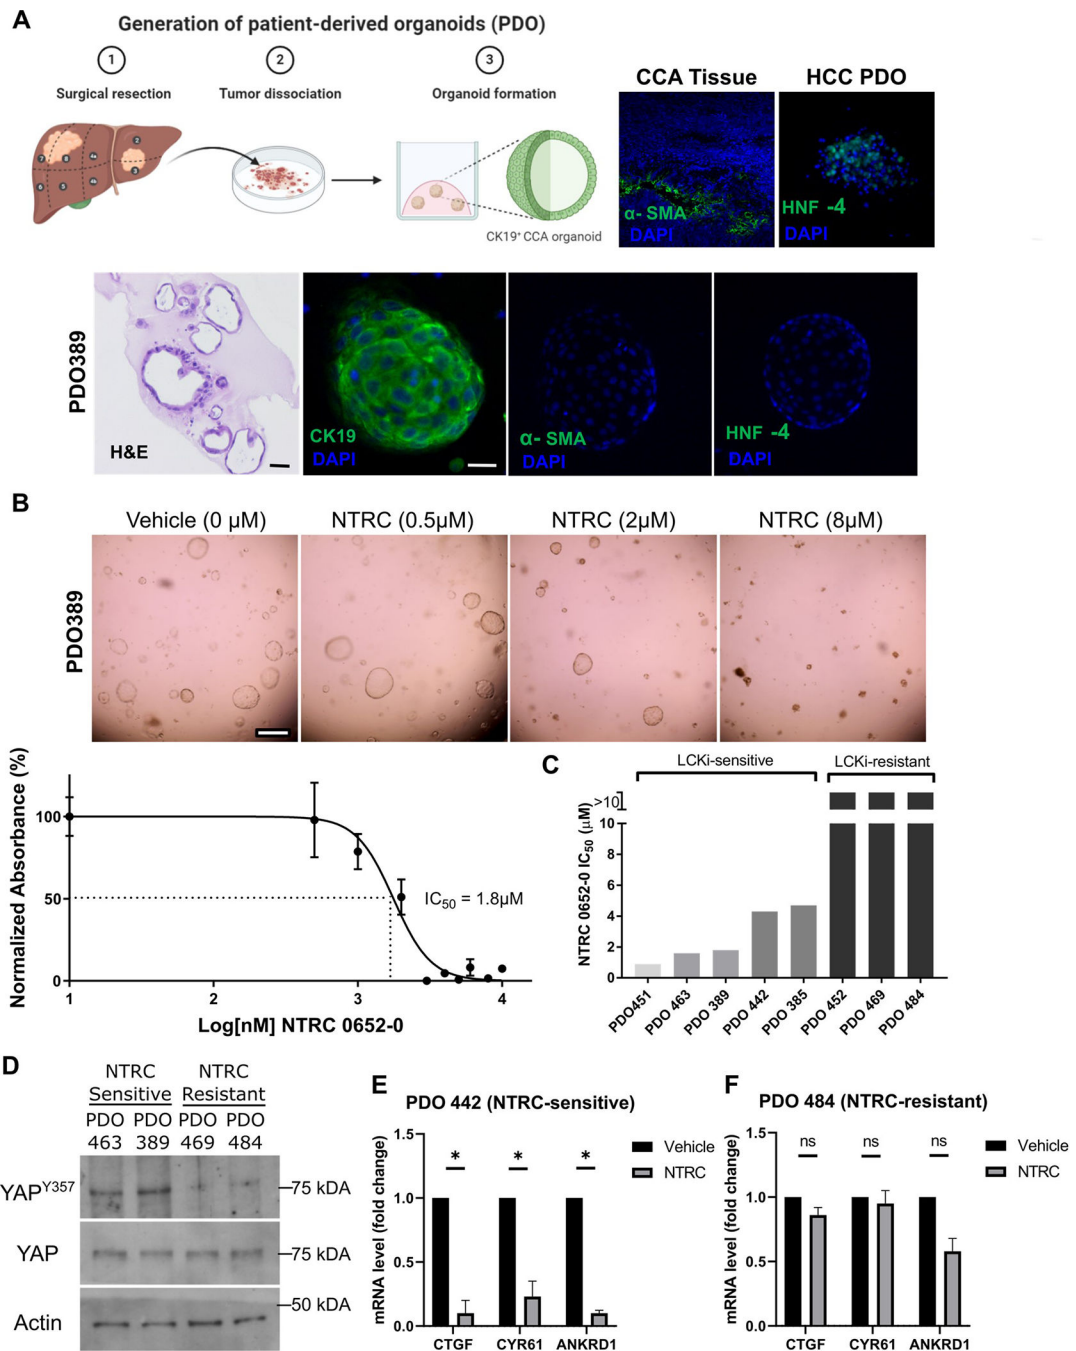 A
Generation of patient-derived organoids (PDO)
1
2
3
Surgical resection
Tumor dissociation
Organoid formation
CK19⁺ CCA organoid
CCA Tissue
HCC PDO
α- SMA
DAPI
HNF -4
DAPI
PDO389
H&E
CK19
DAPI
α- SMA
DAPI
HNF -4
DAPI
B
Vehicle (0 µM)
NTRC (0.5µM)
NTRC (2µM)
NTRC (8µM)
PDO389
Normalized Absorbance (%)
100
50
0
IC50 = 1.8µM
1
2
3
4
Log[nM] NTRC 0652-0
C
LCKi-sensitive
LCKi-resistant
NTRC 0652-0 IC50 (µM)
>10
10
8
6
4
2
0
PDO451
PDO 463
PDO 389
PDO 442
PDO 385
PDO 452
PDO 469
PDO 484
D
NTRC NTRC
Sensitive Resistant
PDO PDO PDO PDO
463 389 469 484
YAP^Y357
75 kDA
YAP
75 kDA
50 kDA
Actin
E
PDO 442 (NTRC-sensitive)
mRNA level (fold change)
1.5
1.0
0.5
0.0
* * *
Vehicle
NTRC
CTGF CYR61 ANKRD1
F
PDO 484 (NTRC-resistant)
mRNA level (fold change)
1.5
1.0
0.5
0.0
ns ns ns
Vehicle
NTRC
CTGF CYR61 ANKRD1